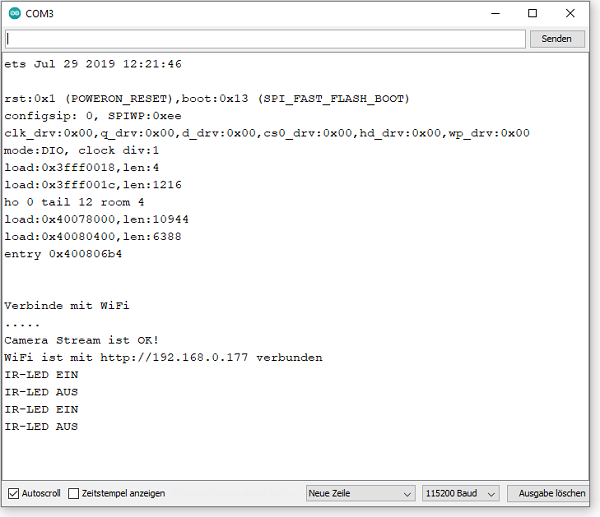 COM3
Senden
ets Jul 29 2019 12:21:46
rst:0x1 (POWERON_RESET),boot:0x13 (SPI_FAST_FLASH_BOOT)
configsip: 0, SPIWP:0xee
clk_drv:0x00,q_drv:0x00,d_drv:0x00,cs0_drv:0x00,hd_drv:0x00,wp_drv:0x00
mode:DIO, clock div:1
load:0x3fff0018,len:4
load:0x3fff001c,len:1216
ho 0 tail 12 room 4
load:0x40078000,len:10944
load:0x40080400,len:6388
entry 0x400806b4
Verbinde mit WiFi
.....
Camera Stream ist OK!
WiFi ist mit http://192.168.0.177 verbunden
IR-LED EIN
IR-LED AUS
IR-LED EIN
IR-LED AUS
Autoscroll Zeitstempel anzeigen Neue Zeile 115200 Baud Ausgabe löschen